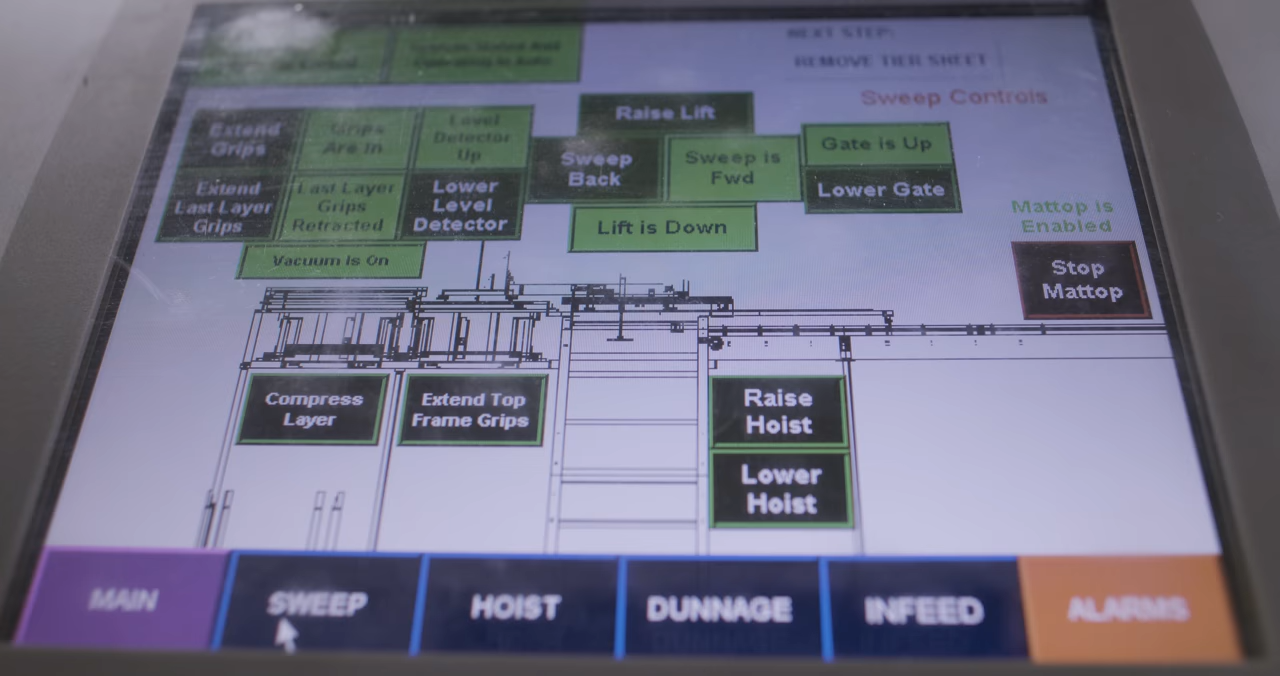 NEXT STEP:
REMOVE TIER SHEET
Sweep Controls
Extend
Grips
Grips
Are In
Level
Detector
Up
Raise Lift
Sweep
Back
Sweep is
Fwd
Gate is Up
Lower Gate
Extend
Last Layer
Grips
Last Layer
Grips
Retracted
Lower
Level
Detector
Lift is Down
Vacuum is On
Mattop is
Enabled
Stop
Mattop
Compress
Layer
Extend Top
Frame Grips
Raise
Hoist
Lower
Hoist
MAIN
SWEEP
HOIST
DUNNAGE
INFEED
ALARMS